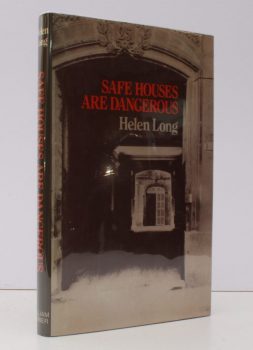 SAFE HOUSES
ARE DANGEROUS
Helen Long
SAFE HOUSES ARE DANGEROUS